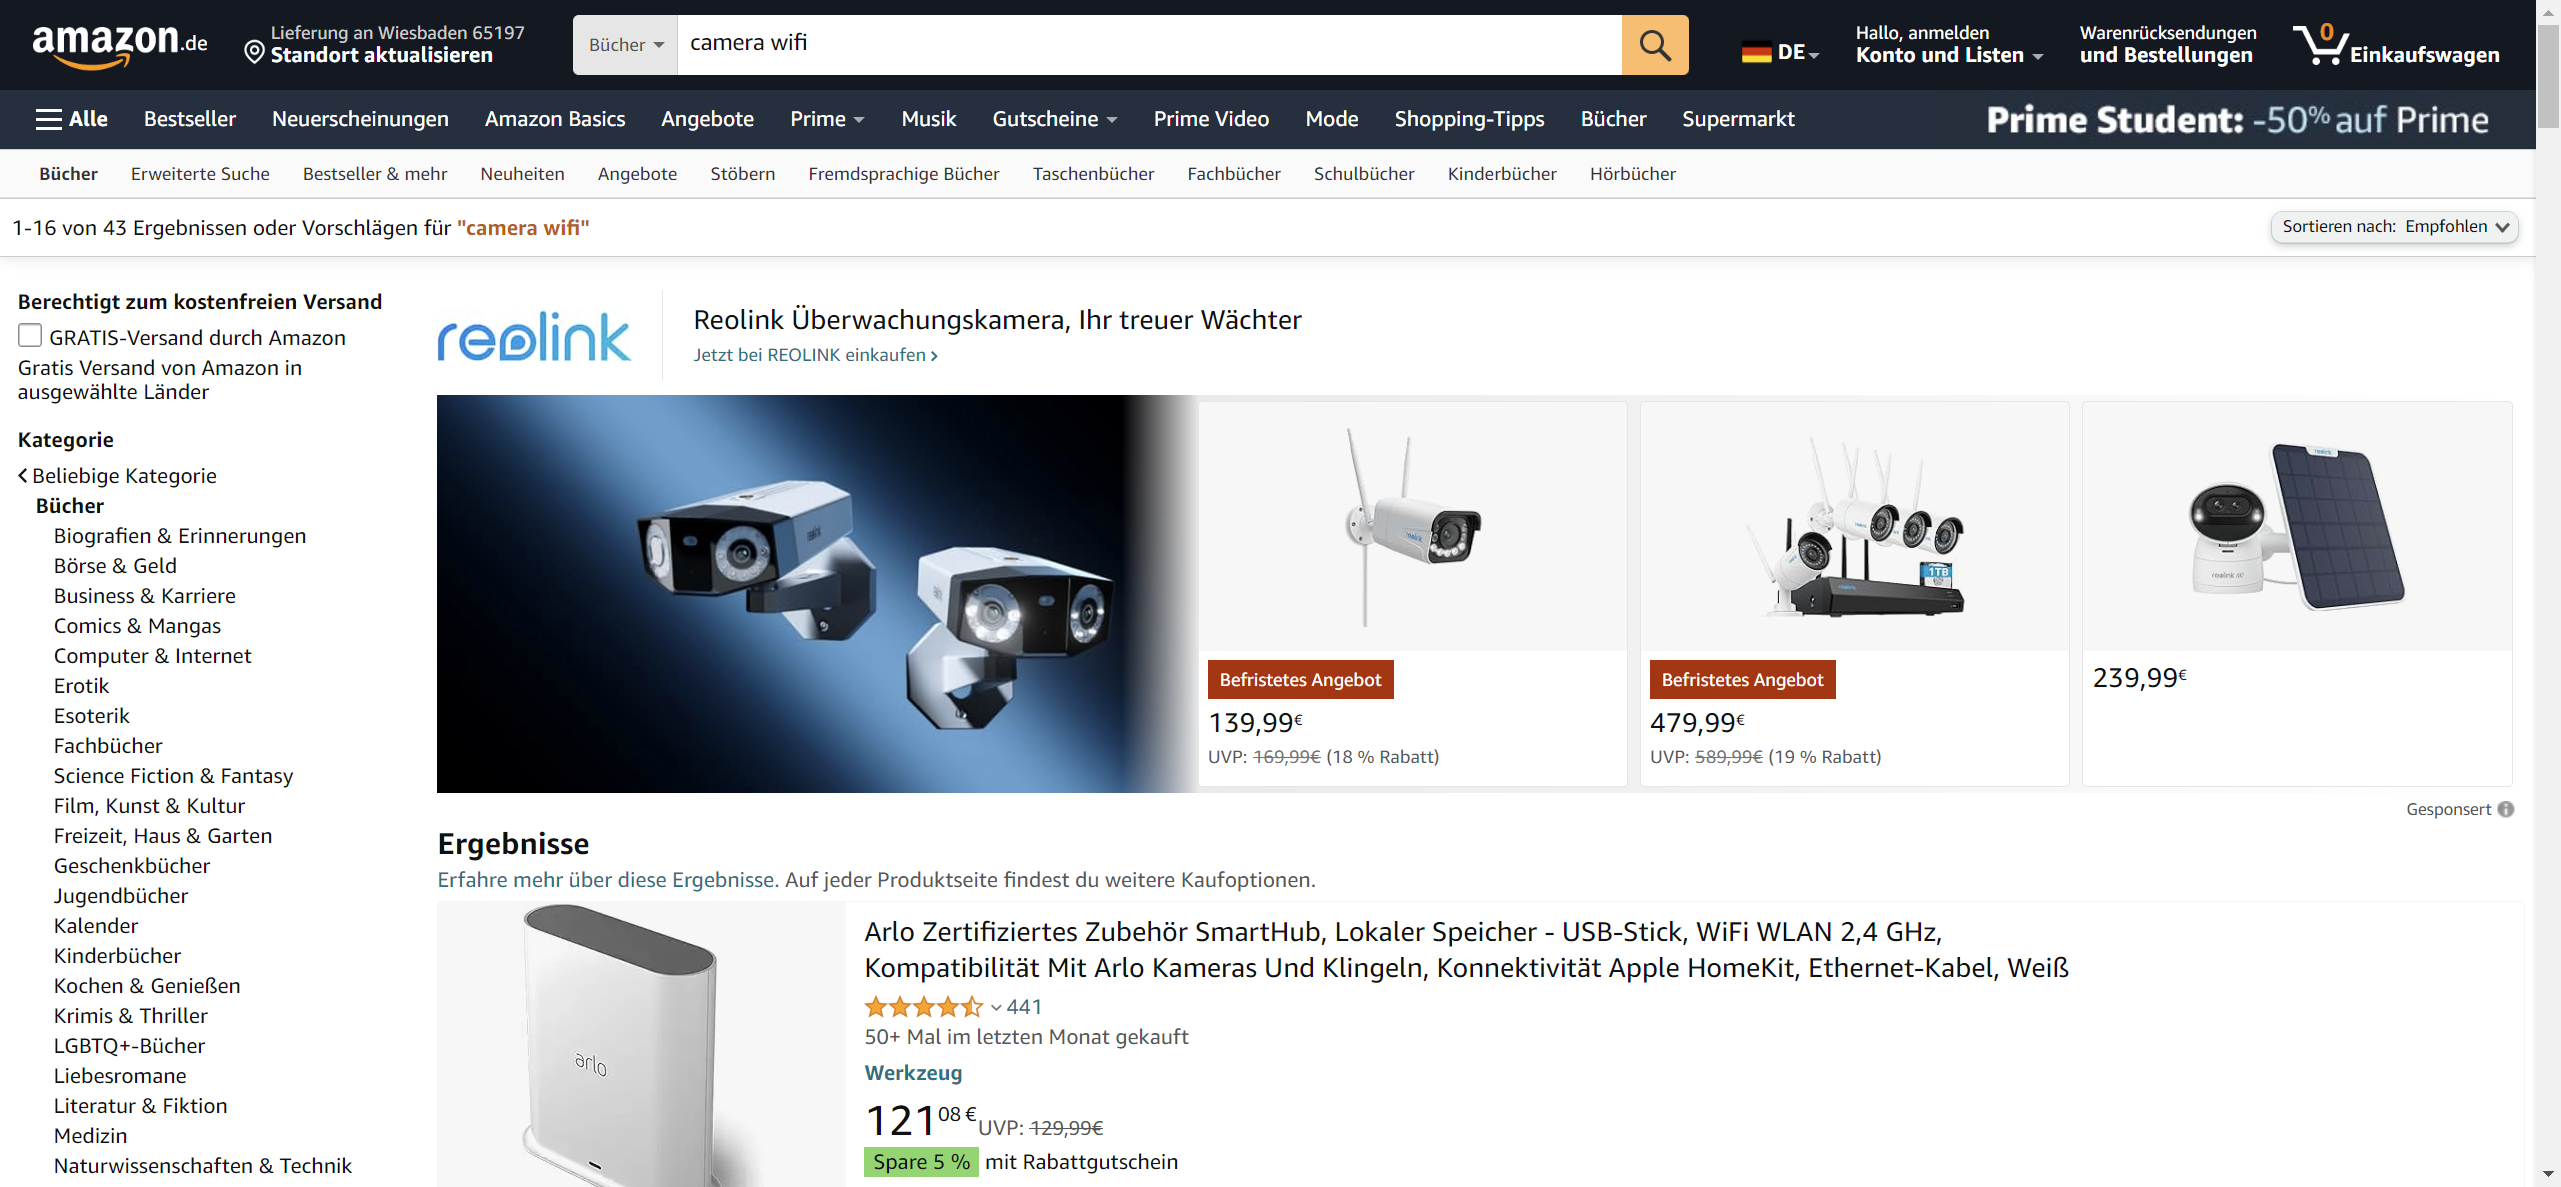 amazon.de
Lieferung an Wiesbaden 65197
Standort aktualisieren
Bücher
camera wifi
DE
Hallo, anmelden
Konto und Listen
Warenrücksendungen
und Bestellungen
0
Einkaufswagen
Alle
Bestseller
Neuerscheinungen
Amazon Basics
Angebote
Prime
Musik
Gutscheine
Prime Video
Mode
Shopping-Tipps
Bücher
Supermarkt
Prime Student: -50% auf Prime
Bücher
Erweiterte Suche
Bestseller & mehr
Neuheiten
Angebote
Stöbern
Fremdsprachige Bücher
Taschenbücher
Fachbücher
Schulbücher
Kinderbücher
Hörbücher
1-16 von 43 Ergebnissen oder Vorschlägen für "camera wifi"
Sortieren nach: Empfohlen
Berechtigt zum kostenfreien Versand
GRATIS-Versand durch Amazon
Gratis Versand von Amazon in
ausgewählte Länder
Kategorie
Beliebige Kategorie
Bücher
Biografien & Erinnerungen
Börse & Geld
Business & Karriere
Comics & Mangas
Computer & Internet
Erotik
Esoterik
Fachbücher
Science Fiction & Fantasy
Film, Kunst & Kultur
Freizeit, Haus & Garten
Geschenkbücher
Jugendbücher
Kalender
Kinderbücher
Kochen & Genießen
Krimis & Thriller
LGBTQ+-Bücher
Liebesromane
Literatur & Fiktion
Medizin
Naturwissenschaften & Technik
reolink
Reolink Überwachungskamera, Ihr treuer Wächter
Jetzt bei REOLINK einkaufen ›
Befristetes Angebot
139,99€
UVP: 169,99€ (18 % Rabatt)
1TB
Befristetes Angebot
479,99€
UVP: 589,99€ (19 % Rabatt)
reolink
239,99€
Gesponsert
Ergebnisse
Erfahre mehr über diese Ergebnisse. Auf jeder Produktseite findest du weitere Kaufoptionen.
arlo
Arlo Zertifiziertes Zubehör SmartHub, Lokaler Speicher - USB-Stick, WiFi WLAN 2,4 GHz,
Kompatibilität Mit Arlo Kameras Und Klingeln, Konnektivität Apple HomeKit, Ethernet-Kabel, Weiß
441
50+ Mal im letzten Monat gekauft
Werkzeug
121 08 € UVP: 129,99€
Spare 5 % mit Rabattgutschein